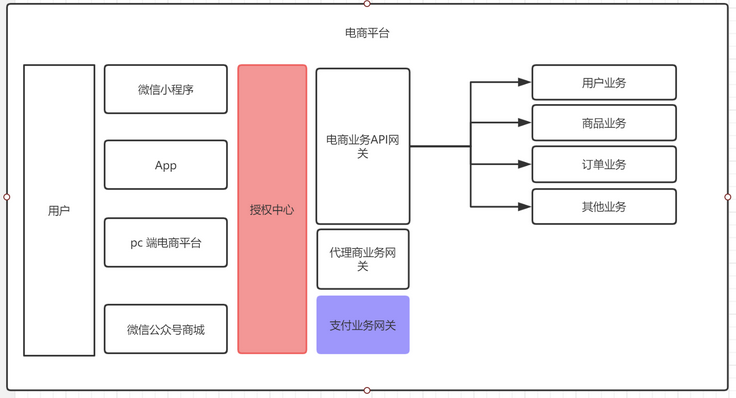 电商平台
用户
微信小程序
App
pc 端电商平台
微信公众号商城
授权中心
电商业务API网
关
代理商业务网
关
支付业务网关
用户业务
商品业务
订单业务
其他业务